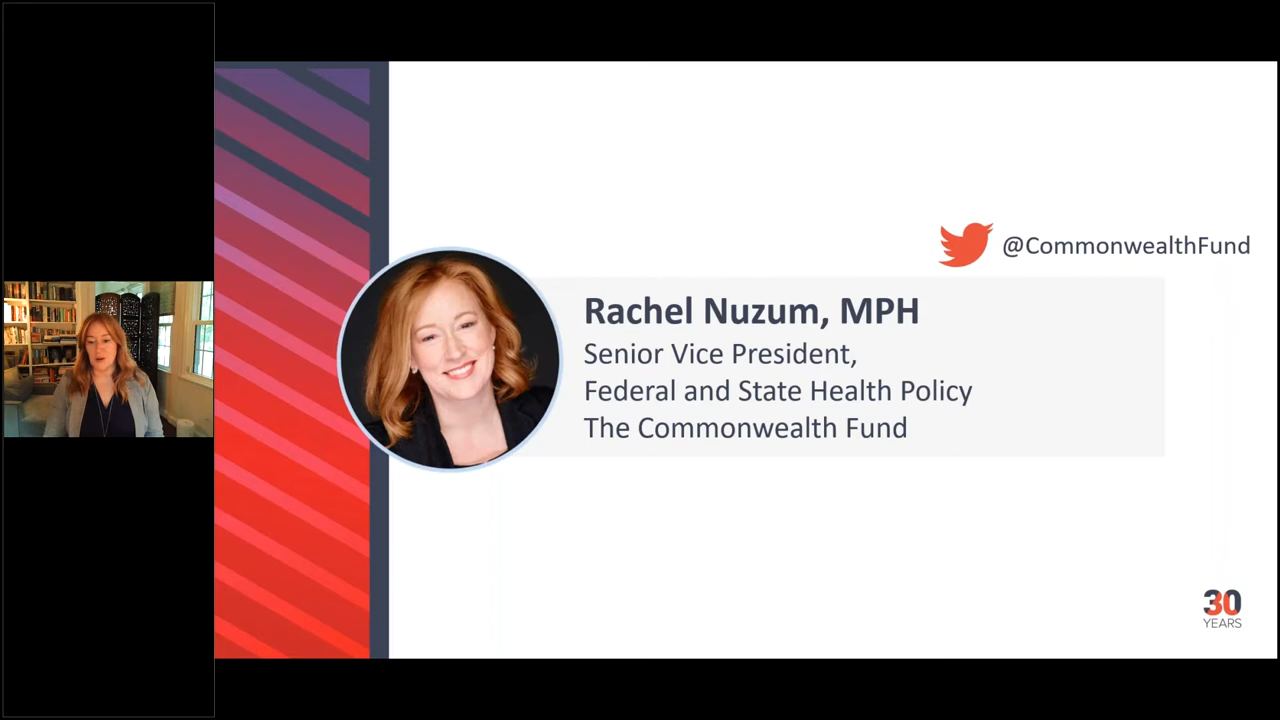 @CommonwealthFund
Rachel Nuzum, MPH
Senior Vice President,
Federal and State Health Policy
The Commonwealth Fund
30
YEARS